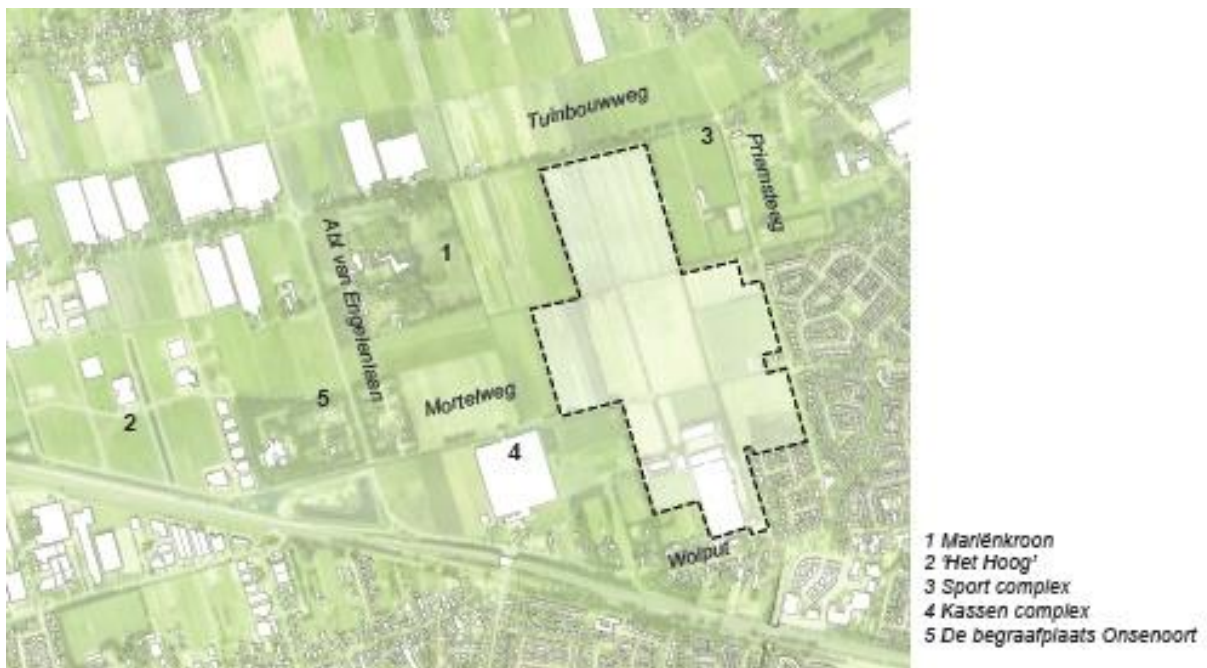 Tuinbouwweg
3
Priemsteeg
1
Abt van Engelenlaan
5
Mortelweg
2
4
Wolput
1 Mariënkroon
2 'Het Hoog'
3 Sport complex
4 Kassen complex
5 De begraafplaats Onsenoort